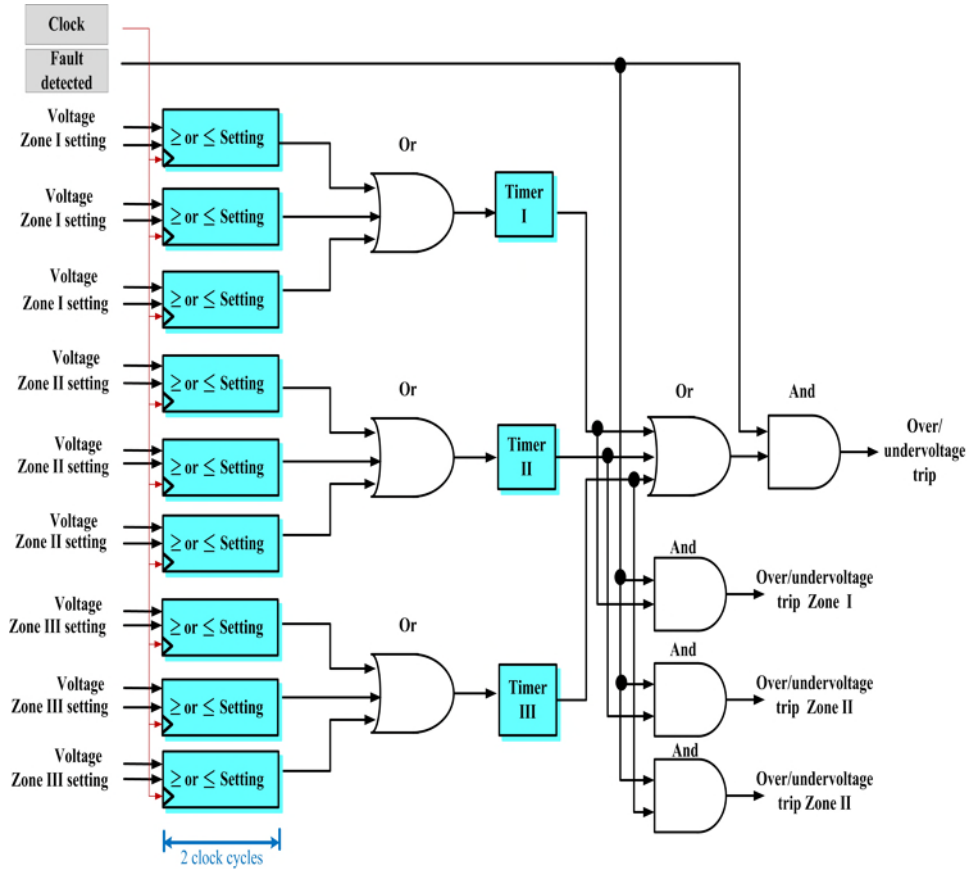 Clock
Fault
detected
Voltage
Zone I setting
≥ or ≤ Setting
Voltage
Zone I setting
≥ or ≤ Setting
Voltage
Zone I setting
≥ or ≤ Setting
Or
Timer
I
Voltage
Zone II setting
≥ or ≤ Setting
Voltage
Zone II setting
≥ or ≤ Setting
Voltage
Zone II setting
≥ or ≤ Setting
Or
Timer
II
Or
And
Over/
undervoltage
trip
Voltage
Zone III setting
≥ or ≤ Setting
Voltage
Zone III setting
≥ or ≤ Setting
Voltage
Zone III setting
≥ or ≤ Setting
Or
Timer
III
And
Over/undervoltage
trip Zone I
And
Over/undervoltage
trip Zone II
And
Over/undervoltage
trip Zone II
2 clock cycles